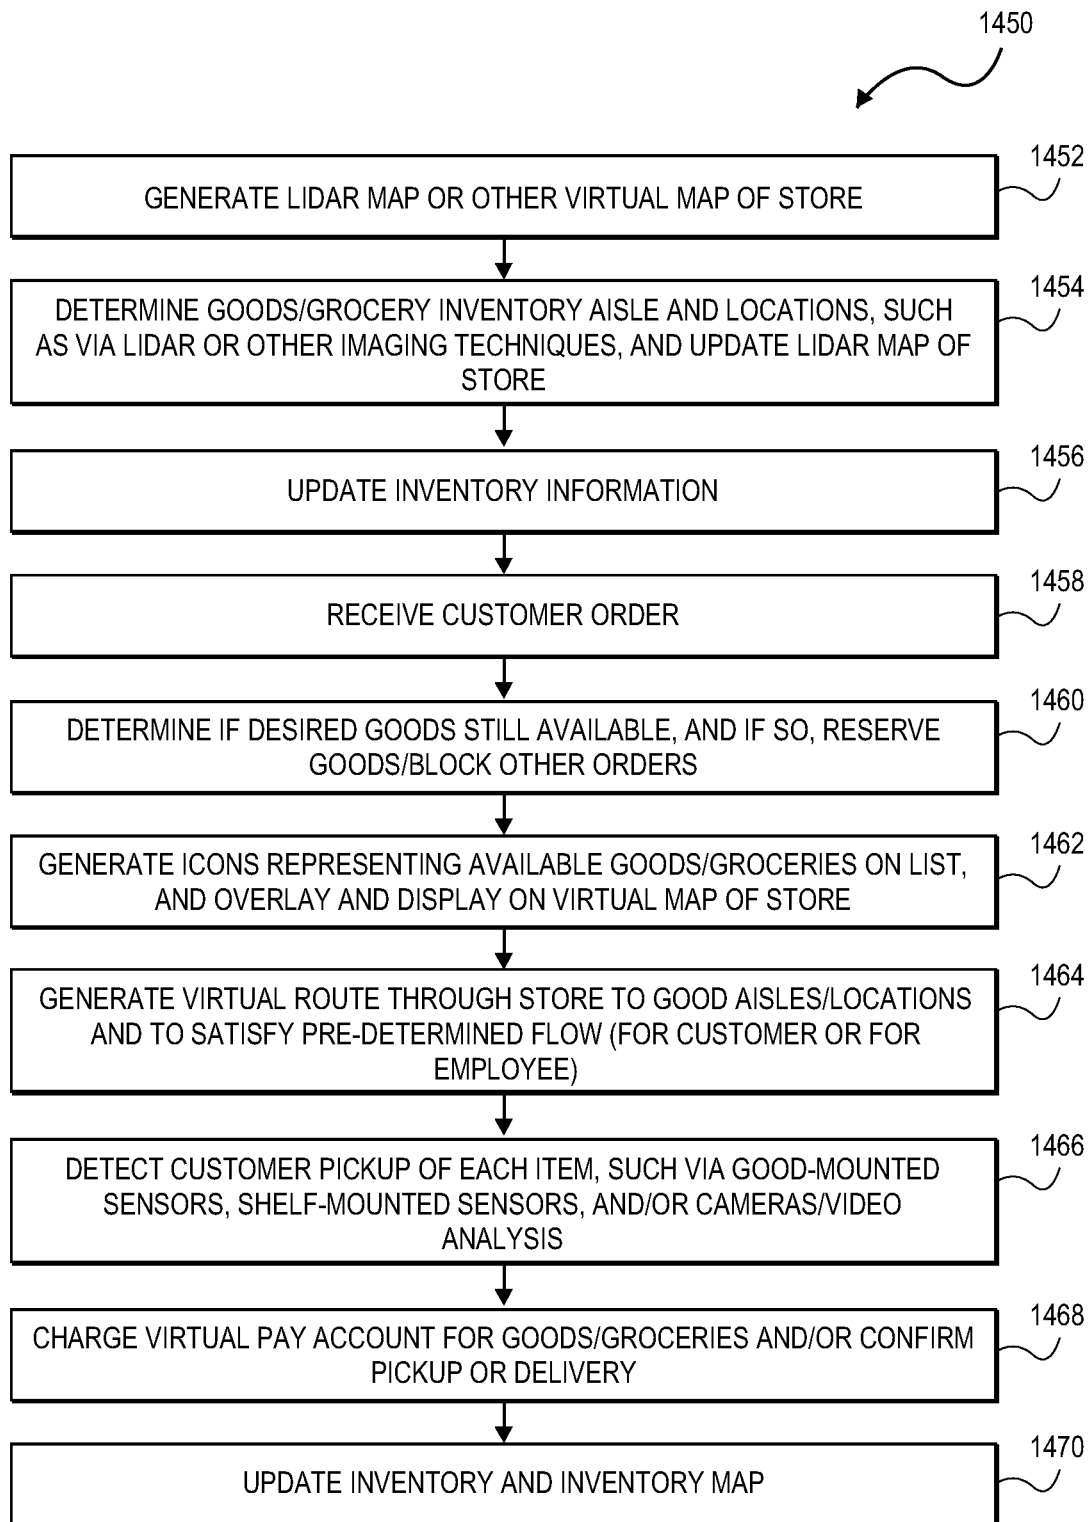 1450
1452
GENERATE LIDAR MAP OR OTHER VIRTUAL MAP OF STORE
1454
DETERMINE GOODS/GROCERY INVENTORY AISLE AND LOCATIONS, SUCH
AS VIA LIDAR OR OTHER IMAGING TECHNIQUES, AND UPDATE LIDAR MAP OF
STORE
1456
UPDATE INVENTORY INFORMATION
1458
RECEIVE CUSTOMER ORDER
1460
DETERMINE IF DESIRED GOODS STILL AVAILABLE, AND IF SO, RESERVE
GOODS/BLOCK OTHER ORDERS
1462
GENERATE ICONS REPRESENTING AVAILABLE GOODS/GROCERIES ON LIST,
AND OVERLAY AND DISPLAY ON VIRTUAL MAP OF STORE
1464
GENERATE VIRTUAL ROUTE THROUGH STORE TO GOOD AISLES/LOCATIONS
AND TO SATISFY PRE-DETERMINED FLOW (FOR CUSTOMER OR FOR
EMPLOYEE)
1466
DETECT CUSTOMER PICKUP OF EACH ITEM, SUCH VIA GOOD-MOUNTED
SENSORS, SHELF-MOUNTED SENSORS, AND/OR CAMERAS/VIDEO
ANALYSIS
1468
CHARGE VIRTUAL PAY ACCOUNT FOR GOODS/GROCERIES AND/OR CONFIRM
PICKUP OR DELIVERY
1470
UPDATE INVENTORY AND INVENTORY MAP